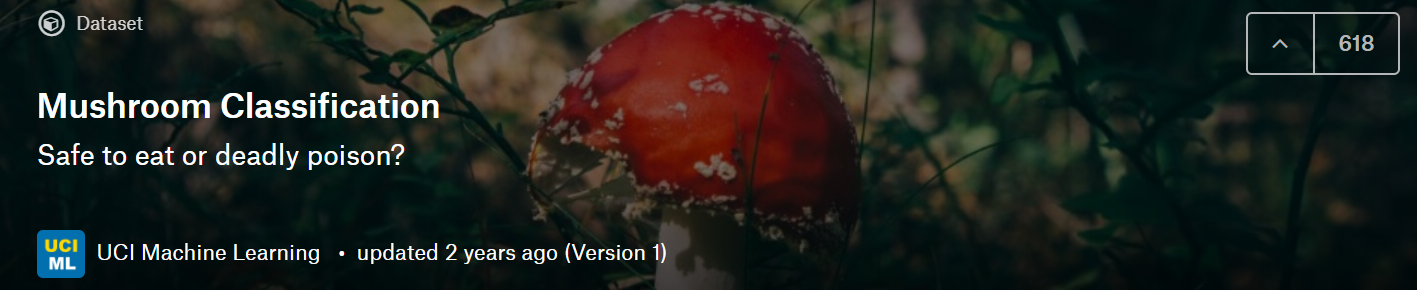 Dataset
618
Mushroom Classification
Safe to eat or deadly poison?
UCI
ML
UCI Machine Learning • updated 2 years ago (Version 1)